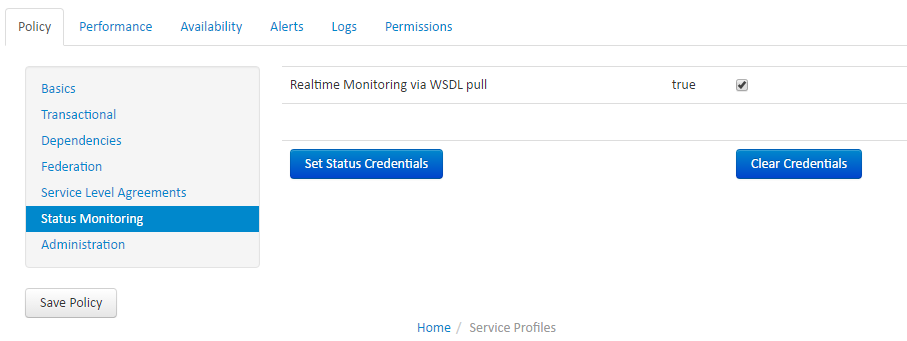 Policy Performance Availability Alerts Logs Permissions
Basics
Transactional
Dependencies
Federation
Service Level Agreements
Status Monitoring
Administration
Save Policy
Realtime Monitoring via WSDL pull true
Set Status Credentials Clear Credentials
Home / Service Profiles